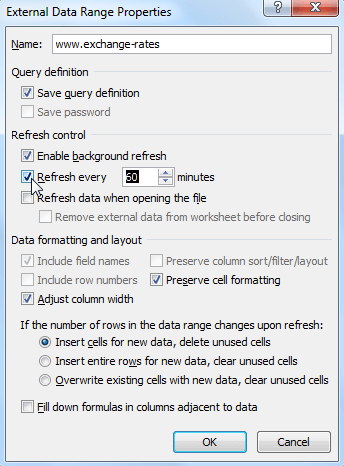 External Data Range Properties
Name: www.exchange-rates
Query definition
Save query definition
Save password
Refresh control
Enable background refresh
Refresh every 60 minutes
Refresh data when opening the file
Remove external data from worksheet before closing
Data formatting and layout
Include field names Preserve column sort/filter/layout
Include row numbers Preserve cell formatting
Adjust column width
If the number of rows in the data range changes upon refresh:
Insert cells for new data, delete unused cells
Insert entire rows for new data, clear unused cells
Overwrite existing cells with new data, clear unused cells
Fill down formulas in columns adjacent to data
OK Cancel